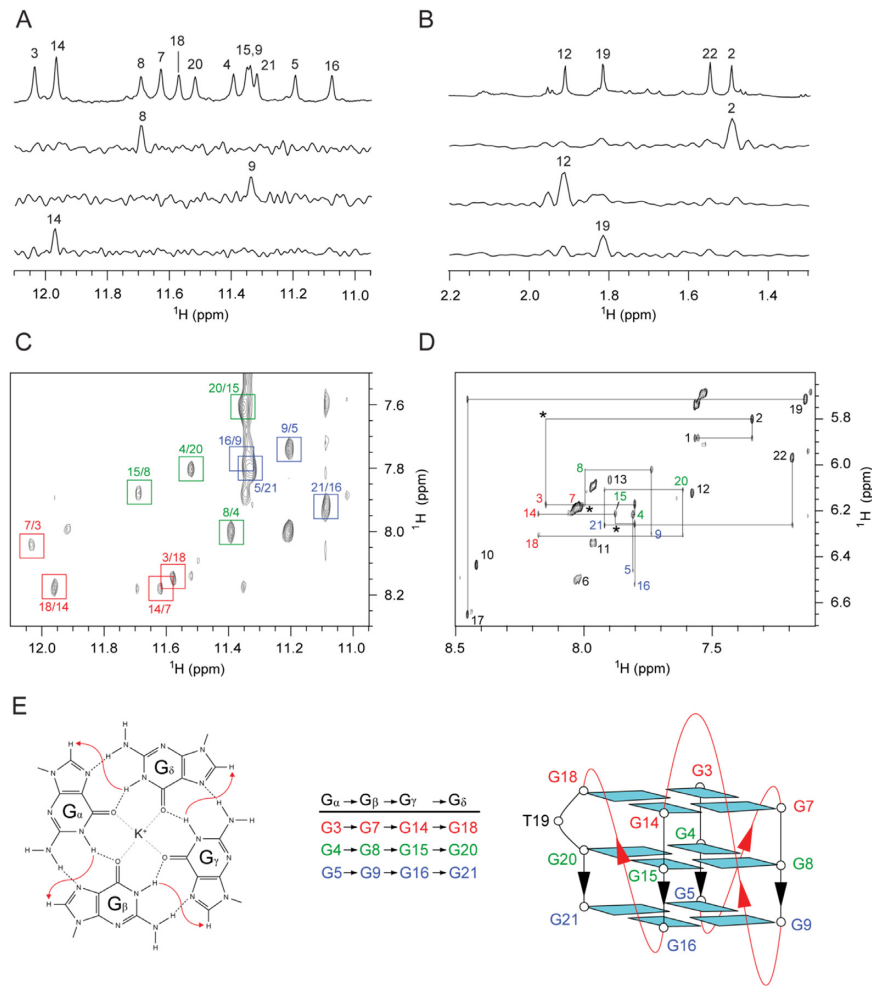 A
3 14 8 7 18 20 4 15,9 21 5 16
8
9
14
12.0 11.8 11.6 11.4 11.2 11.0
¹H (ppm)
B
12 19 22 2
2
12
19
2.2 2.0 1.8 1.6 1.4
¹H (ppm)
C
20/15
16/9 9/5
4/20
5/21
15/8 21/16
8/4
7/3
3/18
18/14 14/7
7.6
7.8
8.0
8.2
¹H (ppm)
12.0 11.8 11.6 11.4 11.2 11.0
¹H (ppm)
D
19
* 2
1
22
8 13 20 12
3 7 * 15
14 4
21 * 9
18 11
10 5
6 16
17
5.8
6.0
6.2
6.4
6.6
¹H (ppm)
8.5 8.0 7.5
¹H (ppm)
E
H H N H
N N N H
N H N N
Gα Gδ
Gβ Gγ
K⁺
Gα→Gβ→Gγ →Gδ
G3→G7→G14→G18
G4→G8→G15→G20
G5→G9→G16→G21
G18 G3
G7
T19 G14
G4
G20 G8
G15
G5
G21 G9
G16